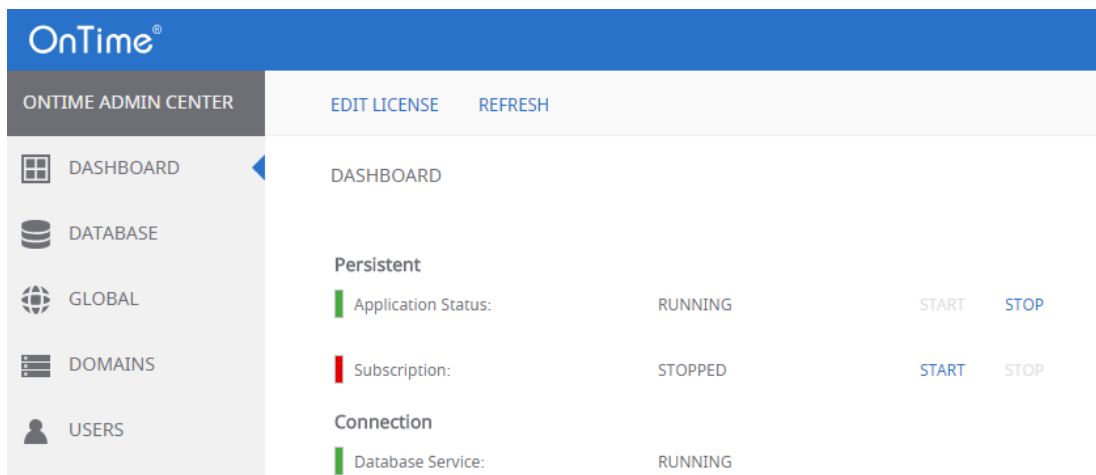 OnTime®
ONTIME ADMIN CENTER
EDIT LICENSE REFRESH
DASHBOARD
DASHBOARD
DATABASE
Persistent
GLOBAL
Application Status: RUNNING START STOP
DOMAINS
Subscription: STOPPED START STOP
Connection
USERS
Database Service: RUNNING